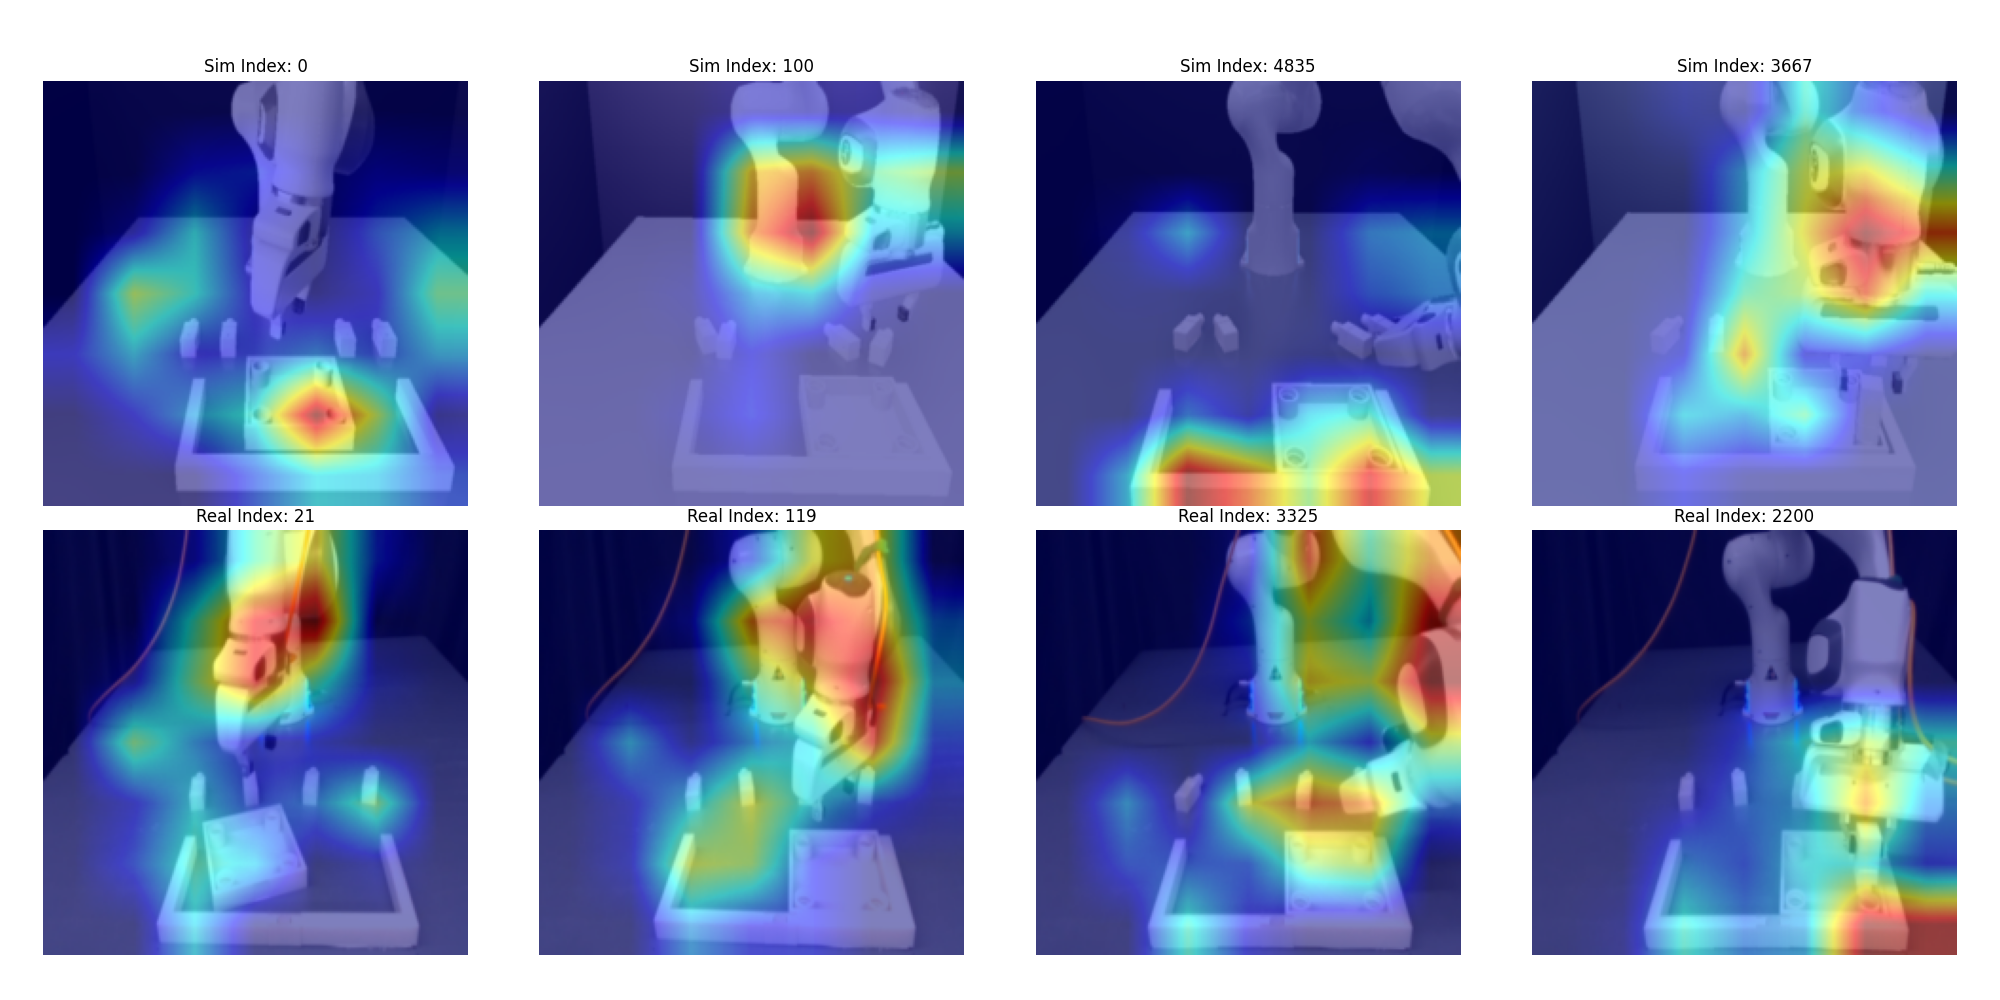 Sim Index: 0
Sim Index: 100
Sim Index: 4835
Sim Index: 3667
Real Index: 21
Real Index: 119
Real Index: 3325
Real Index: 2200